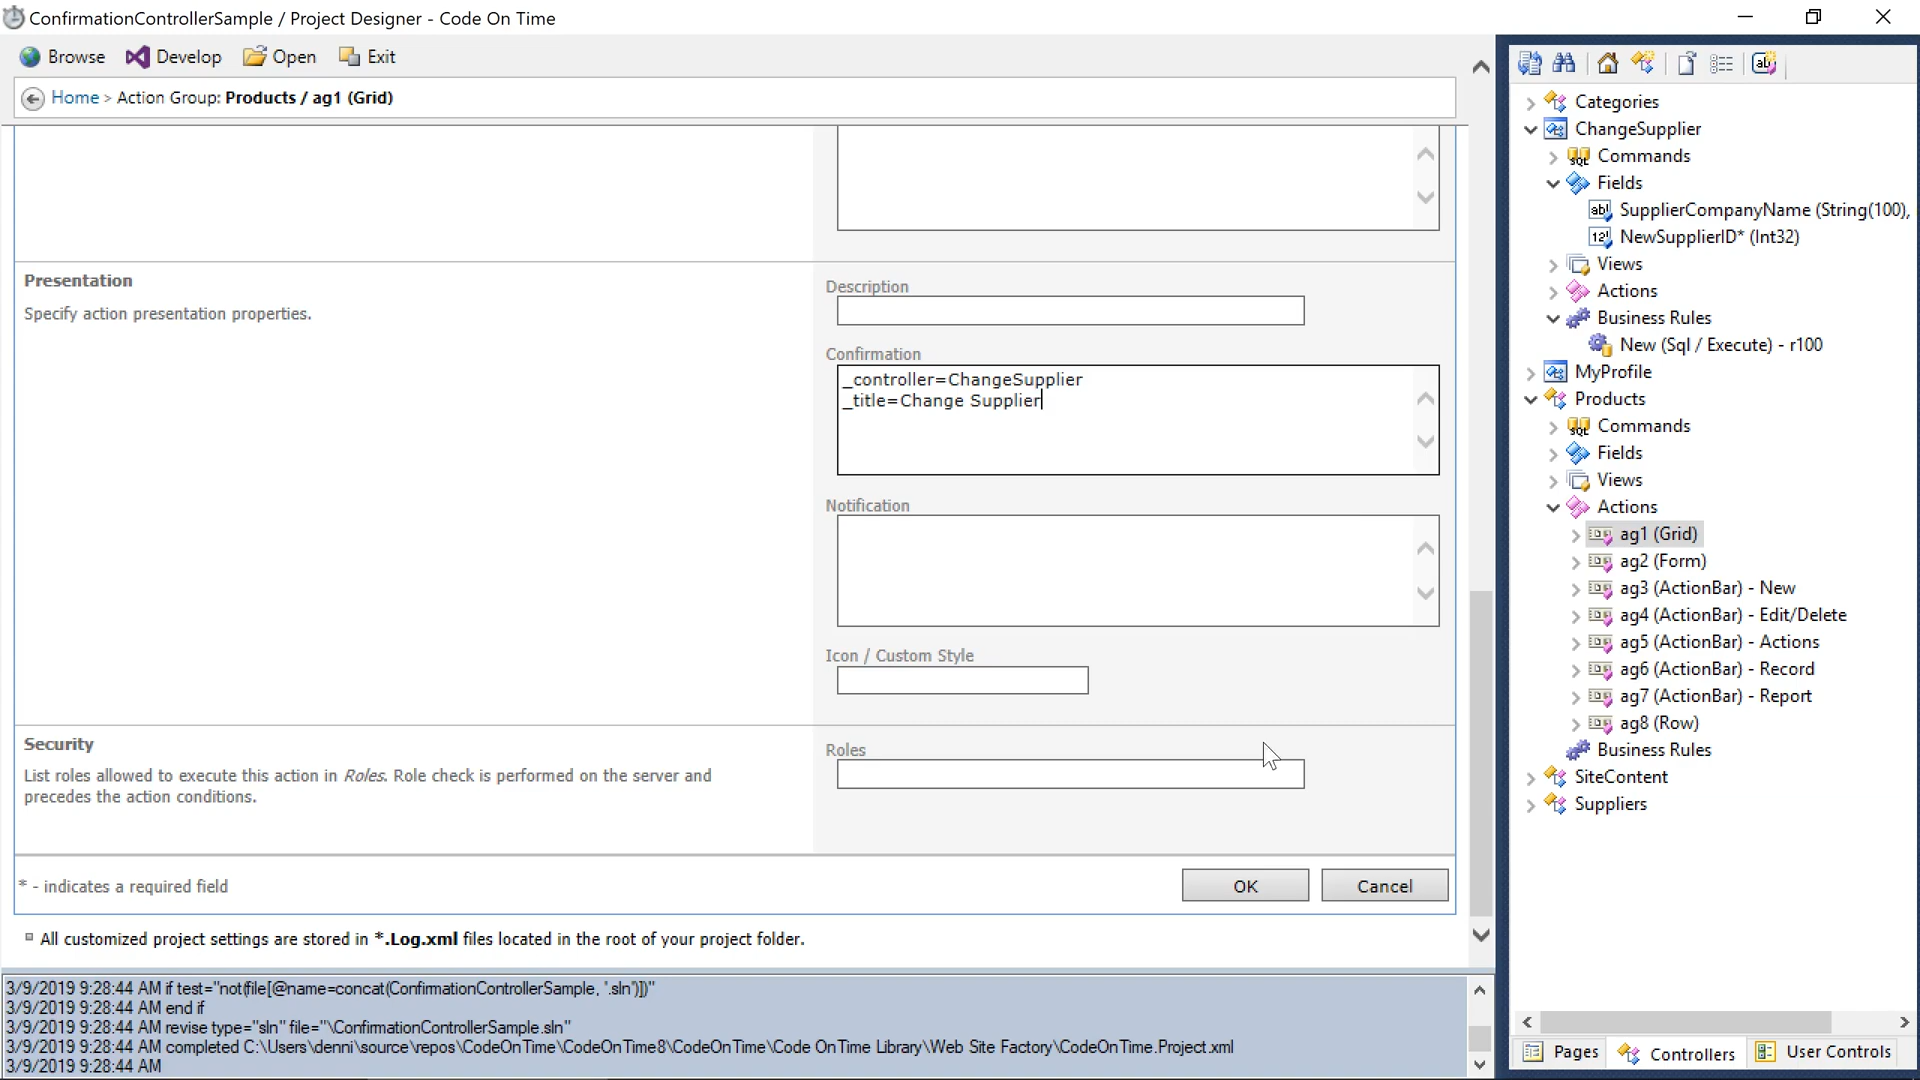 ConfirmationControllerSample / Project Designer - Code On Time
Browse Develop Open Exit
Home > Action Group: Products / ag1 (Grid)
Presentation
Specify action presentation properties.
Description
Confirmation
_controller=ChangeSupplier
_title=Change Supplier
Notification
Icon / Custom Style
Security
List roles allowed to execute this action in Roles. Role check is performed on the server and
precedes the action conditions.
Roles
* - indicates a required field
OK Cancel
All customized project settings are stored in *.Log.xml files located in the root of your project folder.
3/9/2019 9:28:44 AM if test="not(file[@name=concat(ConfirmationControllerSample, '.sln')])"
3/9/2019 9:28:44 AM end if
3/9/2019 9:28:44 AM revise type="sln" file="\ConfirmationControllerSample.sln"
3/9/2019 9:28:44 AM completed C:\Users\denni\source\repos\CodeOnTime\CodeOnTime8\CodeOnTime\Code OnTime Library\Web Site Factory\CodeOnTime.Project.xml
3/9/2019 9:28:44 AM
Categories
ChangeSupplier
Commands
Fields
SupplierCompanyName (String(100),
NewSupplierID* (Int32)
Views
Actions
Business Rules
New (Sql / Execute) - r100
MyProfile
Products
Commands
Fields
Views
Actions
ag1 (Grid)
ag2 (Form)
ag3 (ActionBar) - New
ag4 (ActionBar) - Edit/Delete
ag5 (ActionBar) - Actions
ag6 (ActionBar) - Record
ag7 (ActionBar) - Report
ag8 (Row)
Business Rules
SiteContent
Suppliers
Pages Controllers User Controls